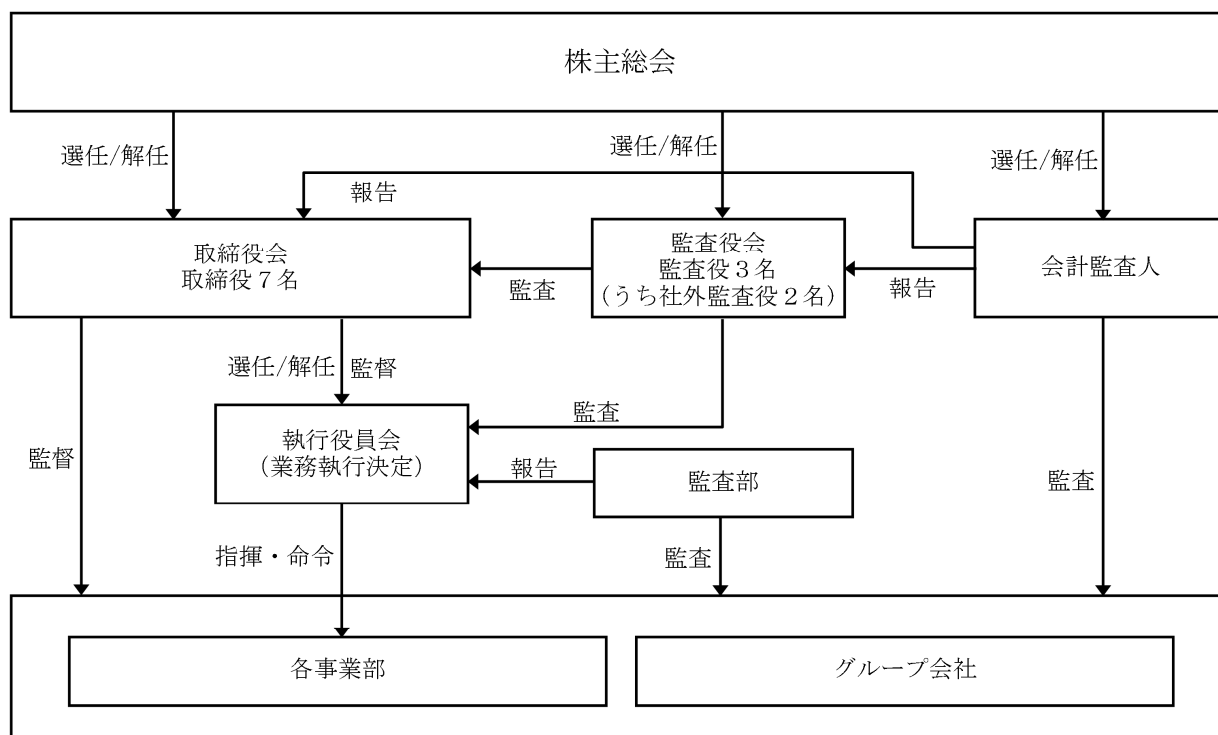 株主総会
選任/解任
選任/解任
選任/解任
報告
取締役会
取締役７名
監査役会
監査役３名
（うち社外監査役２名）
会計監査人
監査
報告
選任/解任
監督
監査
執行役員会
（業務執行決定）
監督
報告
監査部
監査
指揮・命令
監査
各事業部
グループ会社